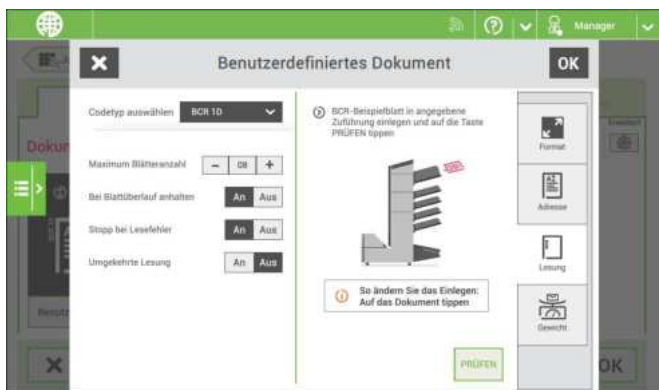 Manager
Benutzerdefiniertes Dokument
OK
Codetyp auswählen BCR 1D
Maximum Blätteranzahl - 08 +
Bei Blattüberlauf anhalten An Aus
Stopp bei Lesefehler An Aus
Umgekehrte Lesung An Aus
BCR-Beispielblatt in angegebene
Zuführung einlegen und auf die Taste
PRÜFEN tippen
So ändern Sie das Einlegen:
Auf das Dokument tippen
PRÜFEN
Format
Adresse
Lesung
Gewicht
Dokun
Benutz
OK